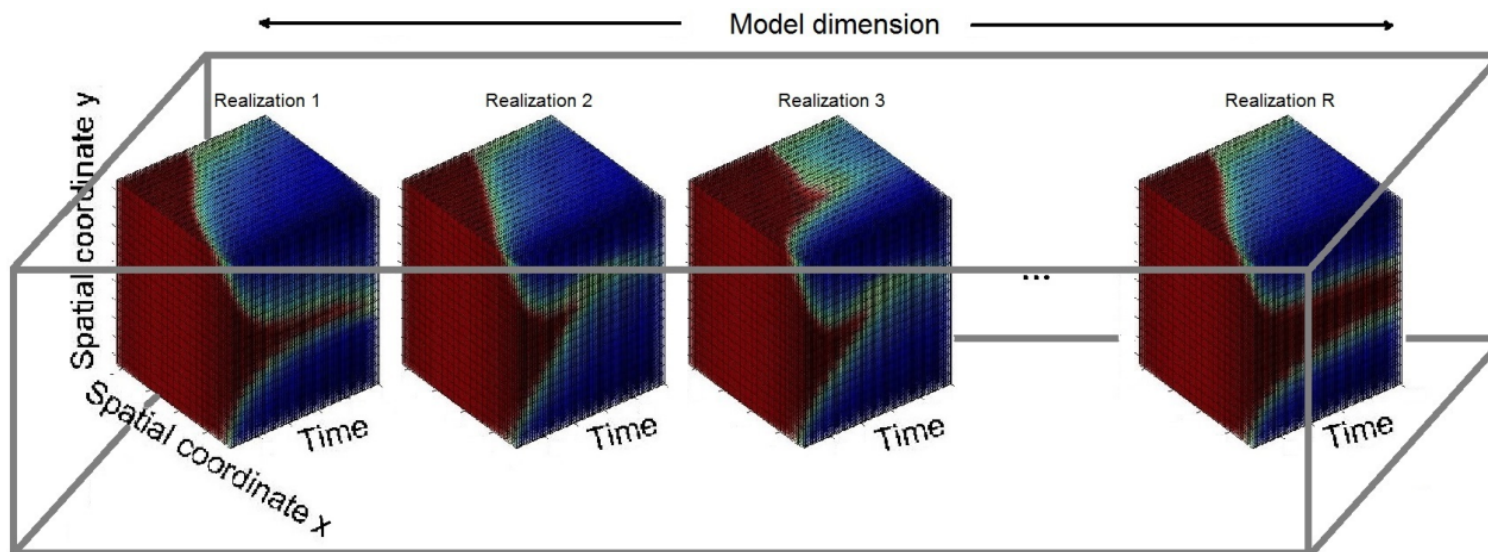 Model dimension
Realization 1
Realization 2
Realization 3
Realization R
Spatial coordinate y
...
Spatial coordinate x
Time
Time
Time
Time